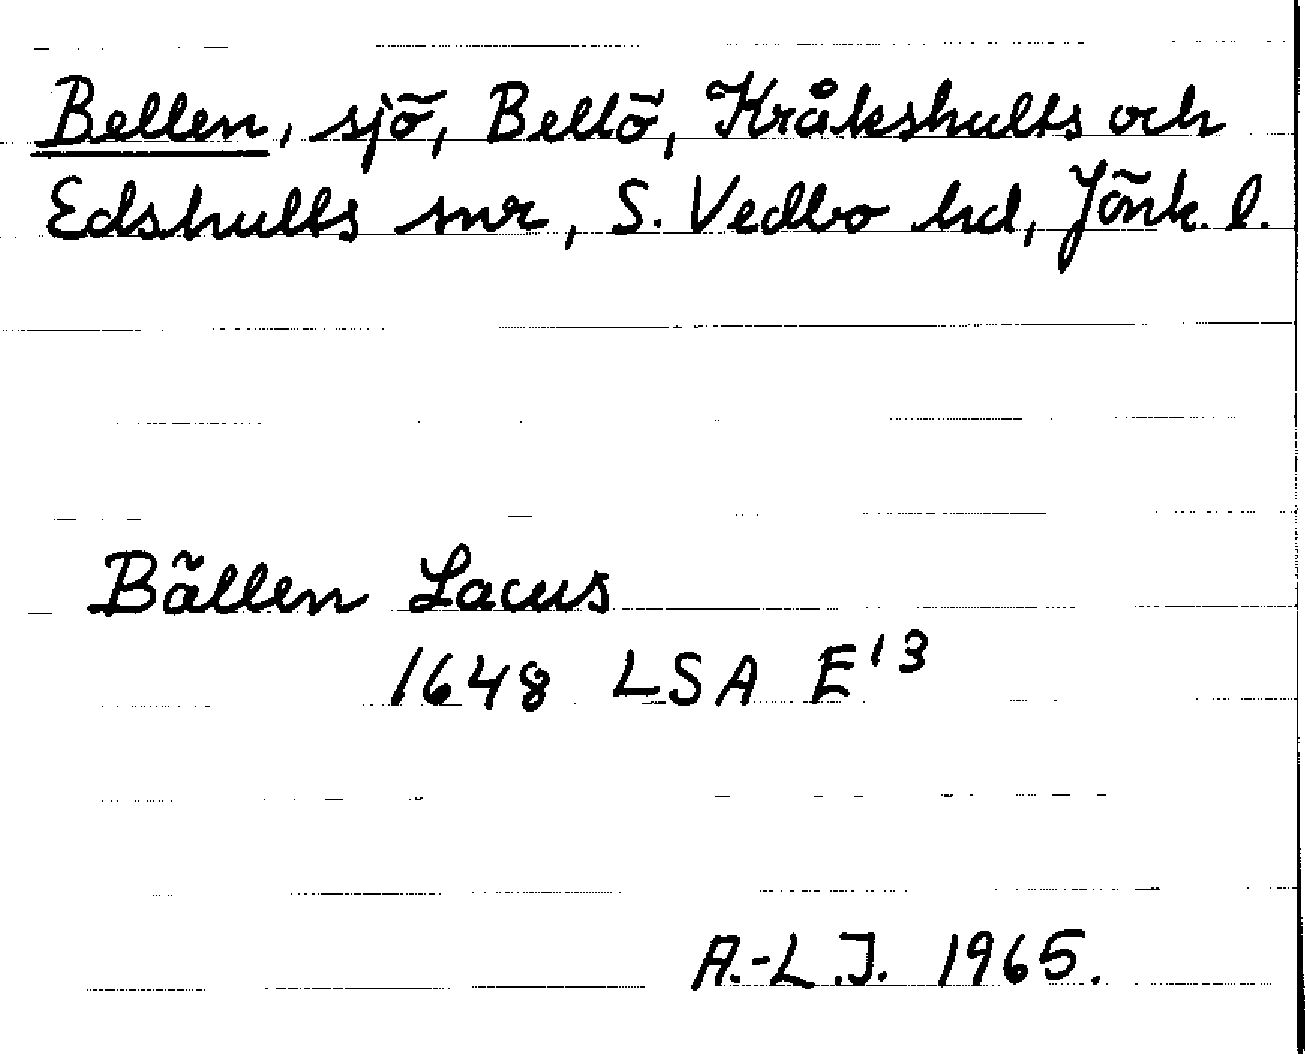 Bellen, sjö, Bellö, Kråkshults och
Edshults snr, S. Vedbo hd, Jönk. l.
Bällen Lacus
1648 LSA E¹³
A.-L.J. 1965.